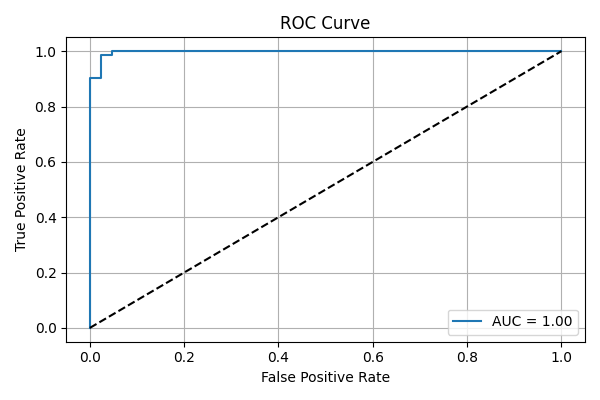 ROC Curve
True Positive Rate
1.0
0.8
0.6
0.4
0.2
0.0
AUC = 1.00
0.0 0.2 0.4 0.6 0.8 1.0
False Positive Rate